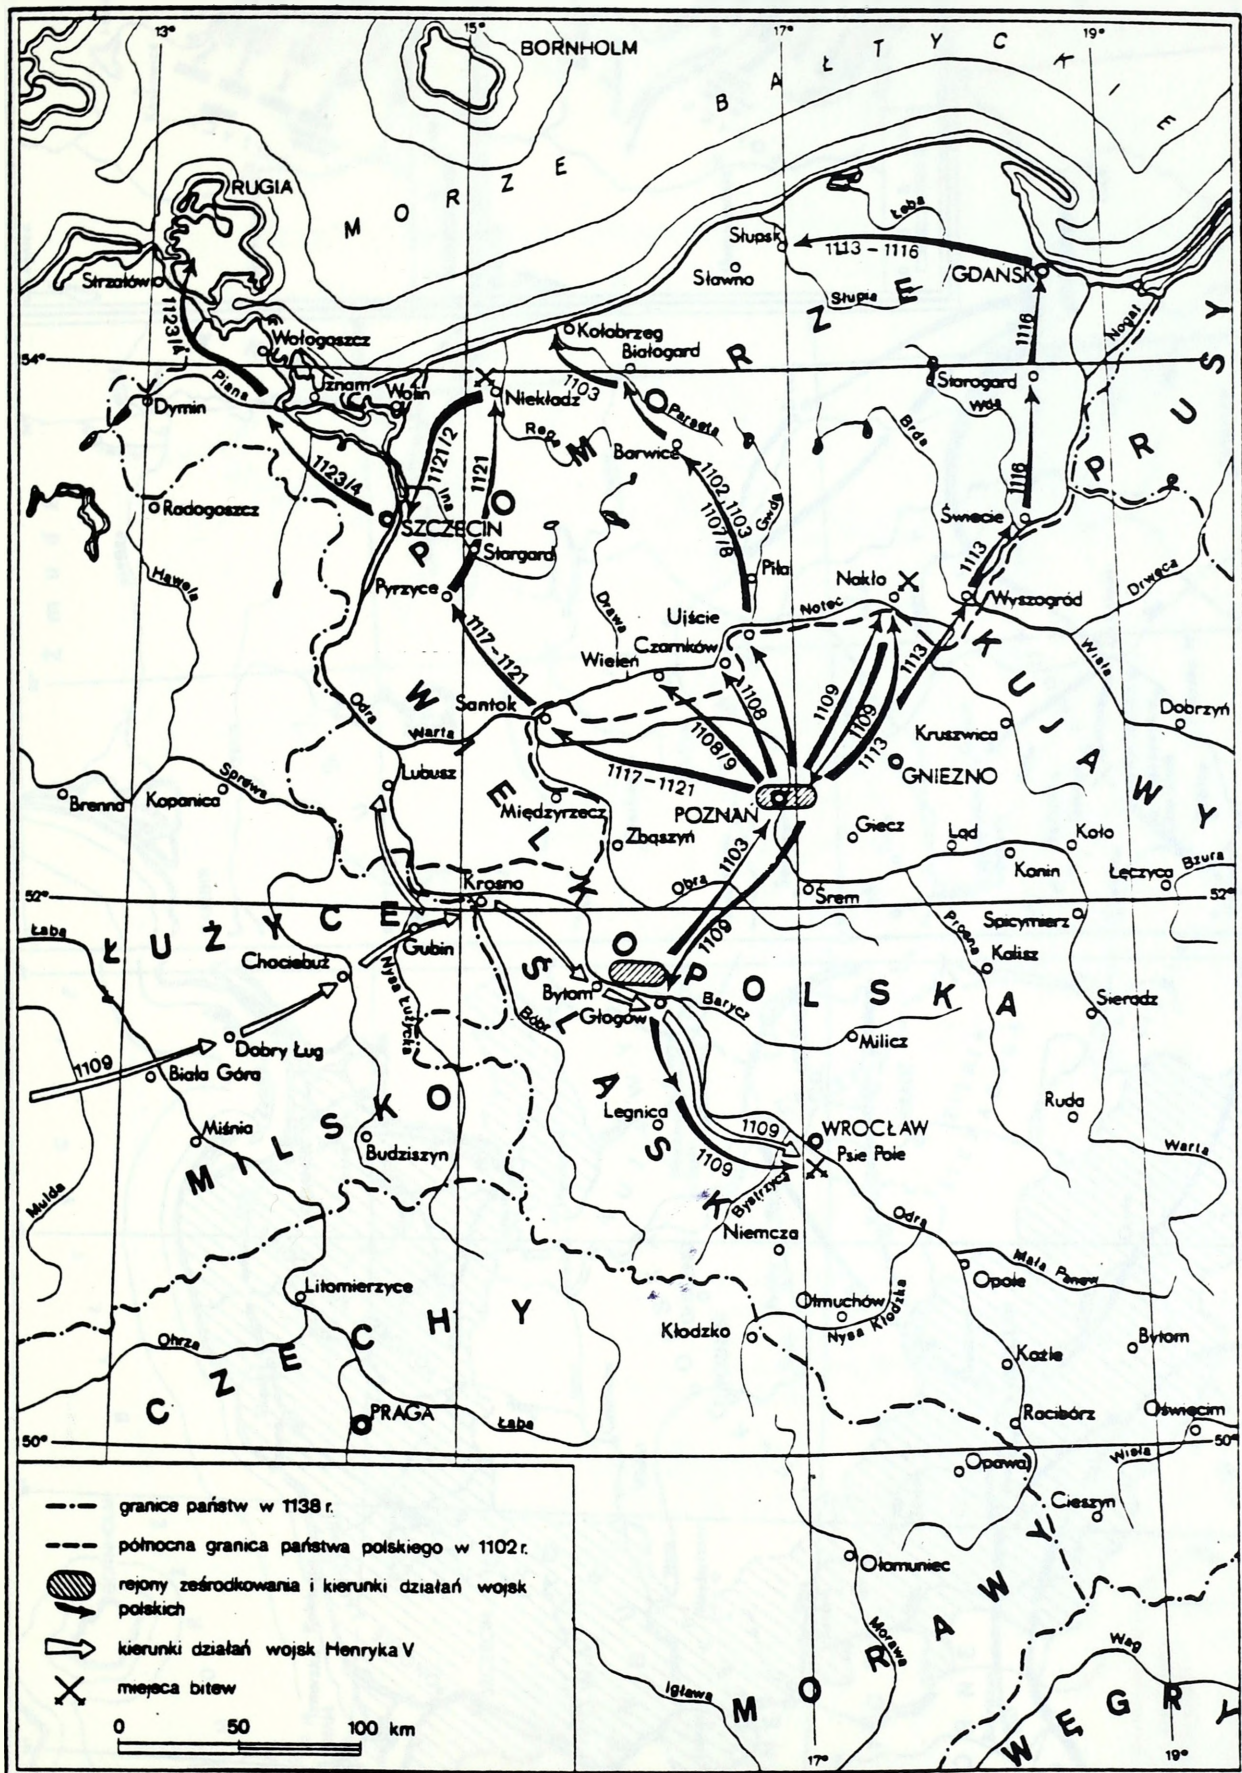 13°
15°
17°
19°
BORNHOLM
MORZE BAŁTYCKIE
RUGIA
Strzałów
1123/4
Wołogoszcz
Słupsk
Łeba
1113-1116
GDAŃSK
Sławno
Słupia
Nogat
1116
54°
54°
Kołobrzeg
Białogard
1103
Piana
Uznam
Wolin
Niekładz
Dymin
Parsęta
Starogard
Wda
Brda
Rega
Barwice
1121/2
1121
1123/4
Ina
1102, 1103
1107/8
Gwda
1116
PRUSY
Radogoszcz
SZCZECIN
Stargard
Świecie
POMORZE
Pyrzyce
Piła
Nakło
1113
Wyszogród
Drwęca
Hawela
Drawa
Ujście
Noteć
Czarnków
Wieleń
Wisła
1117-1121
1108
1109
1113
KUJAWY
Santok
Odra
Warta
1108/9
1109
1113
Kruszwica
Dobrzyń
1117-1121
GNIEZNO
Lubusz
Sprewa
Brenna
Kopanica
Międzyrzecz
POZNAŃ
Giecz
Ląd
Koło
Zbąszyń
1103
Konin
Bzura
Łęczyca
Krosno
Obra
Śrem
52°
52°
Spicymierz
Prosna
Kalisz
Łaba
ŁUŻYCE
Gubin
1109
Chociebuż
Nysa Łużycka
Bytom
Głogów
Barycz
WIELKOPOLSKA
Sieradz
Bóbr
Milicz
1109
Dobry Ług
Biała Góra
ŚLĄSK
Ruda
Legnica
1109
WROCŁAW
Psie Pole
Miśnia
MILSKO
Budziszyn
1109
Warta
Mulda
Bystrzyca
Niemcza
Odra
Mała Panew
Opole
Litomierzyce
Otmuchów
Nysa Kłodzka
Kłodzko
Bytom
Ohrza
CZECHY
Koźle
PRAGA
Łaba
Racibórz
Oświęcim
50°
50°
Wisła
Opawa
Cieszyn
granice państw w 1138 r.
północna granica państwa polskiego w 1102 r.
rejony ześrodkowania i kierunki działań wojsk
polskich
kierunki działań wojsk Henryka V
miejsca bitew
0 50 100 km
Ołomuniec
Morawa
MORAWY
Wag
Igława
WĘGRY
17°
19°